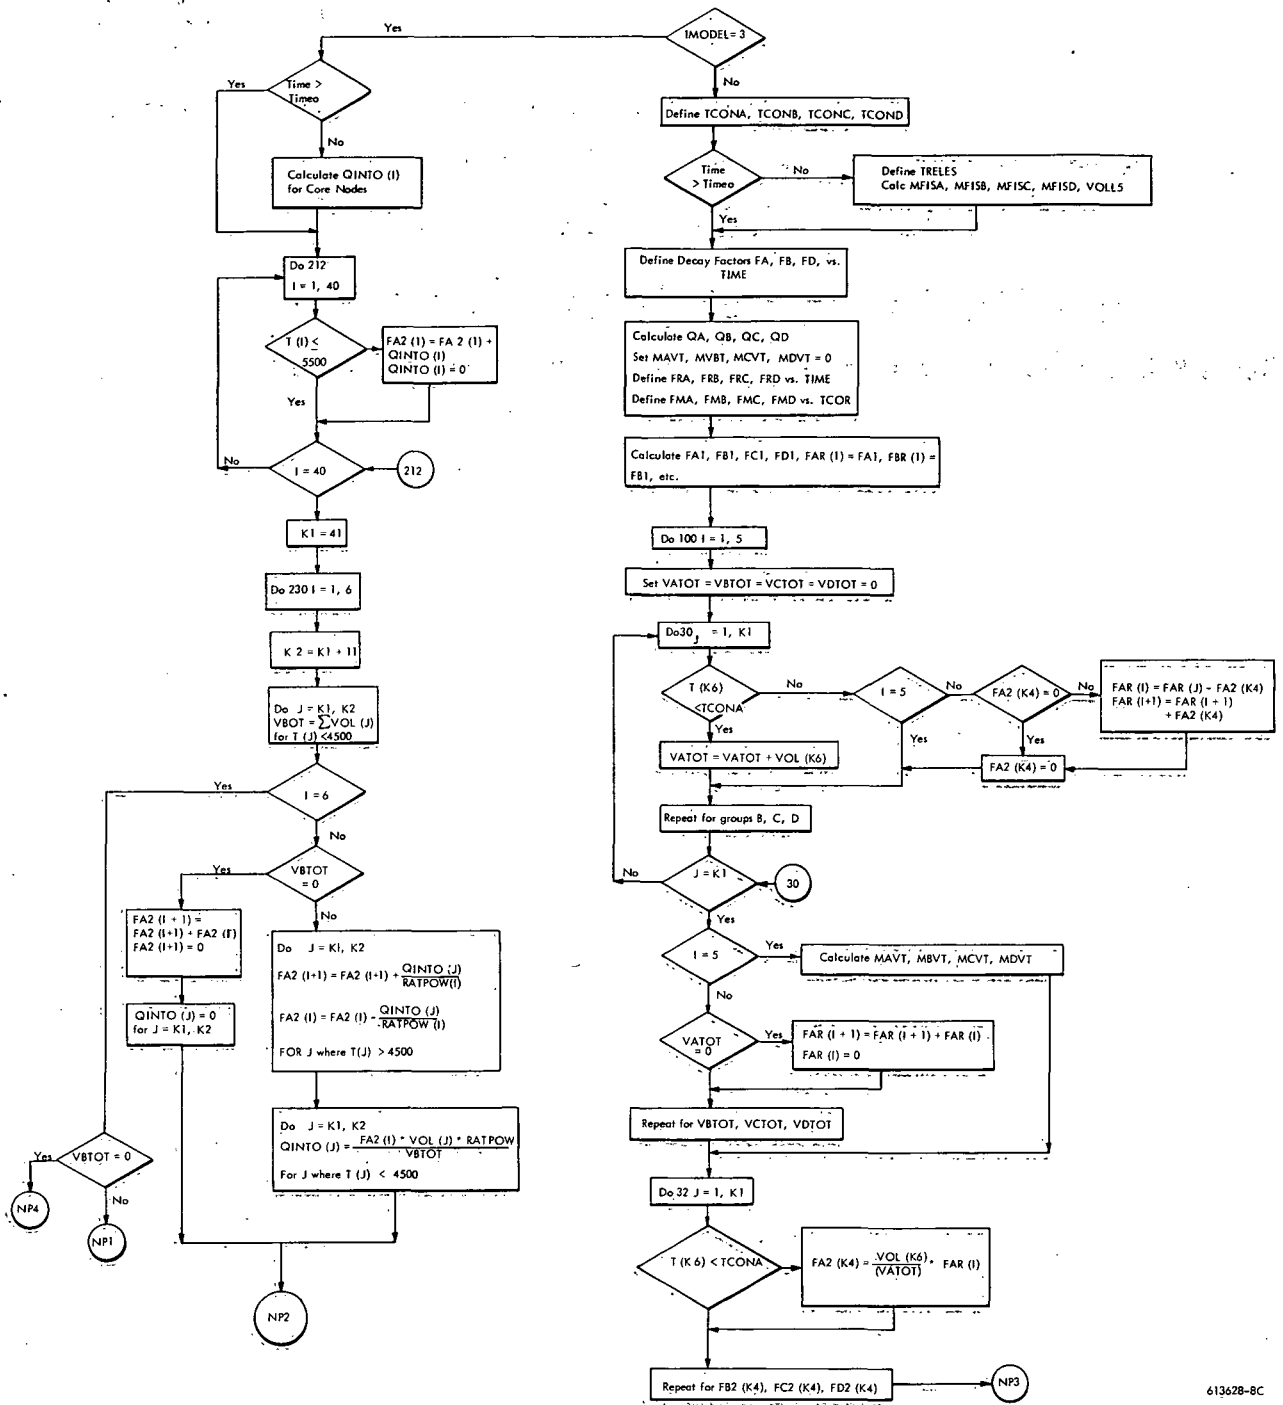 IMODEL = 3
Yes
No
Time >
Timeo
Yes
No
Calculate QINTO (I)
for Core Nodes
Do 212
I = 1, 40
T (I) ≤
5500
FA2 (1) = FA 2 (1) +
QINTO (I)
QINTO (I) = 0
Yes
I = 40
No
212
K1 = 41
Do 230 I = 1, 6
K 2 = K1 + 11
Do J = K1, K2
VBOT = ∑VOL (J)
for T (J) <4500
I = 6
Yes
No
VBTOT
= 0
Yes
No
FA2 (I + 1) =
FA2 (I+1) + FA2 (I)
FA2 (I+1) = 0
QINTO (J) = 0
for J = K1, K2
Do J = K1, K2
FA2 (I+1) = FA2 (I+1) + QINTO (J)
RATPOW(I)
FA2 (I) = FA2 (I) - QINTO (J)
RATPOW (I)
FOR J where T(J) > 4500
Do J = K1, K2
QINTO (J) = FA2 (I) * VOL (J) * RATPOW
VBTOT
For J where T (J) < 4500
VBTOT = 0
Yes
No
NP4
NP1
NP2
Define TCONA, TCONB, TCONC, TCOND
Time
> Timeo
No
Yes
Define TRELES
Calc MFISA, MFISB, MFISC, MFISD, VOLL5
Define Decay Factors FA, FB, FD, vs.
TIME
Calculate QA, QB, QC, QD
Set MAVT, MVBT, MCVT, MDVT = 0
Define FRA, FRB, FRC, FRD vs. TIME
Define FMA, FMB, FMC, FMD vs. TCOR
Calculate FA1, FB1, FC1, FD1, FAR (1) = FA1, FBR (1) =
FB1, etc.
Do 100 I = 1, 5
Set VATOT = VBTOT = VCTOT = VDTOT = 0
Do30 J = 1, K1
T (K6)
<TCONA
No
Yes
I = 5
No
Yes
FA2 (K4) = 0
No
Yes
FAR (I) = FAR (J) - FA2 (K4)
FAR (I+1) = FAR (I + 1)
+ FA2 (K4)
FA2 (K4) = 0
VATOT = VATOT + VOL (K6)
Repeat for groups B, C, D
J = K1
No
Yes
30
I = 5
Yes
No
Calculate MAVT, MBVT, MCVT, MDVT
VATOT
= 0
Yes
FAR (I + 1) = FAR (I + 1) + FAR (I)
FAR (I) = 0
Repeat for VBTOT, VCTOT, VDTOT
Do 32 J = 1, K1
T (K 6) < TCONA
FA2 (K4) = VOL (K6) * FAR (I)
(VATOT)
Repeat for FB2 (K4), FC2 (K4), FD2 (K4)
NP3
613628-8C